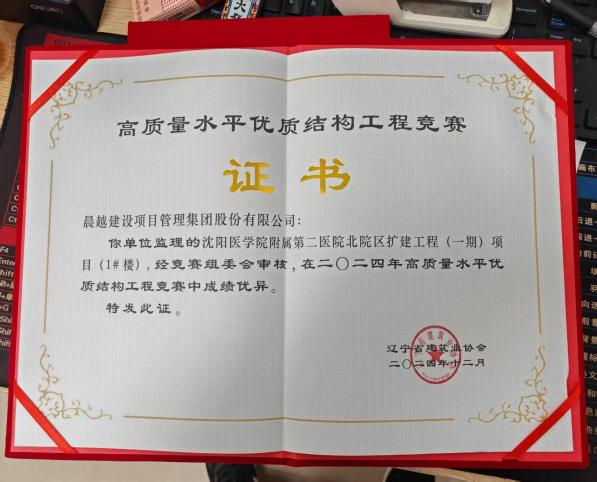 高质量水平优质结构工程竞赛
证书
晨越建设项目管理集团股份有限公司:
你单位监理的沈阳医学院附属第二医院北院区扩建工程（一期）项
目（1#楼），经竞赛组委会审核，在二〇二四年高质量水平优
质结构工程竞赛中成绩优异。
特发此证。
辽宁省建筑业协会
二〇二四年十二月